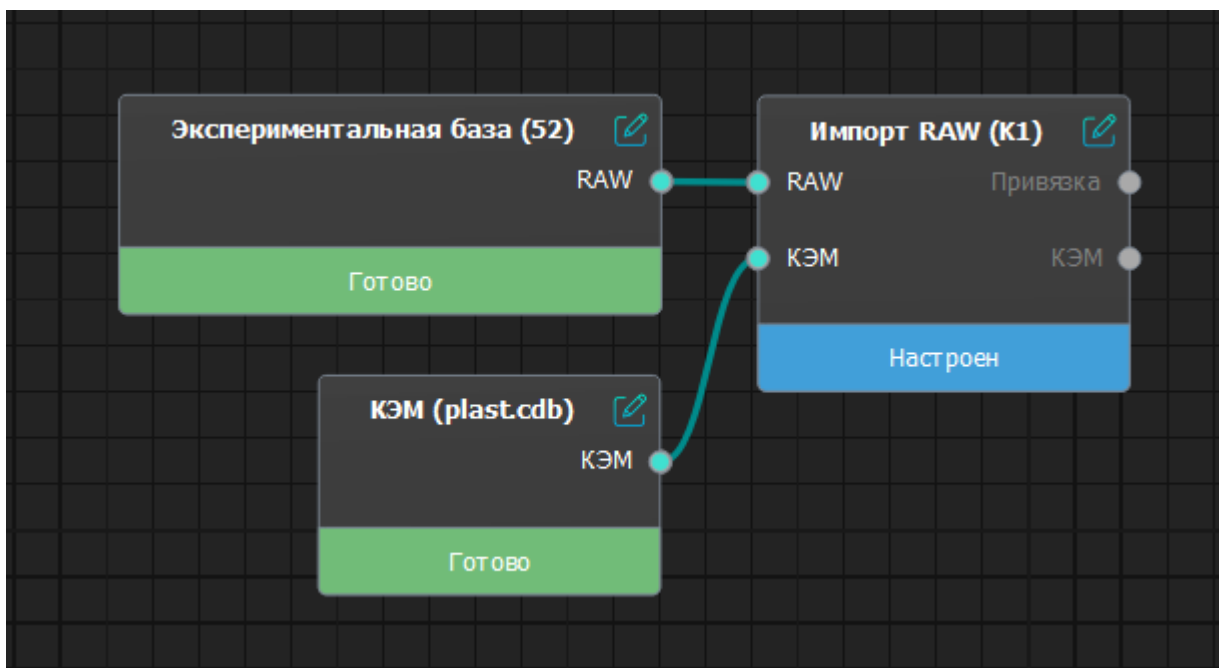 Экспериментальная база (52)
RAW
Готово
Импорт RAW (K1)
RAW
Привязка
КЭМ
КЭМ
Настроен
КЭМ (plast.cdb)
КЭМ
Готово